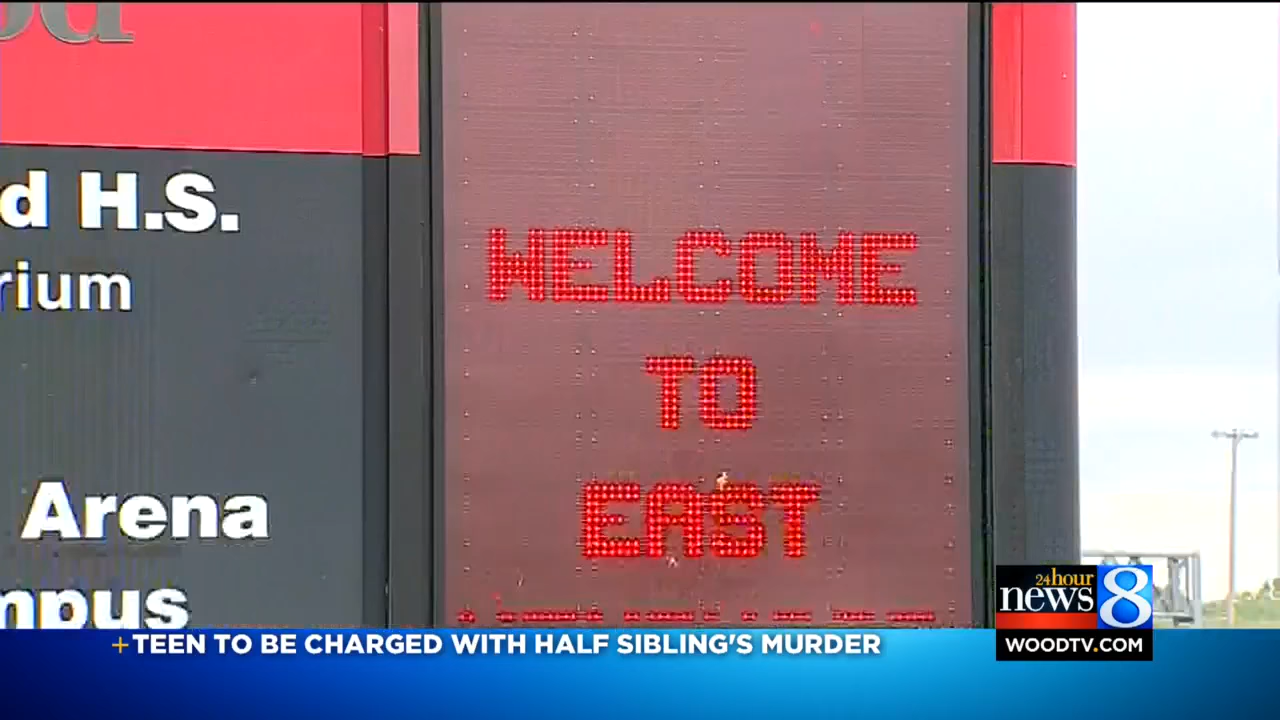 d H.S.
rium
Arena
mpus
WELCOME
TO
EAST
+TEEN TO BE CHARGED WITH HALF SIBLING'S MURDER
24hour
news 8
WOODTV.COM